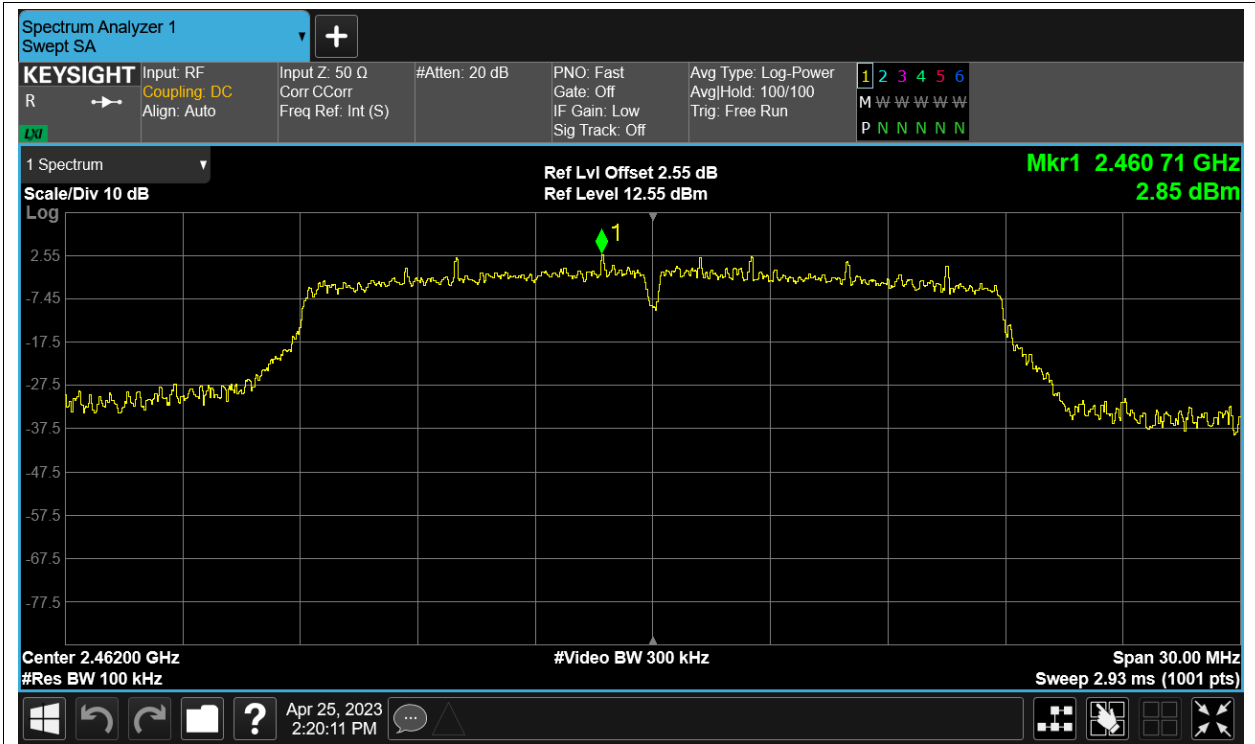 Spectrum Analyzer 1
Swept SA
KEYSIGHT
R
LXI
Input: RF
Coupling: DC
Align: Auto
Input Z: 50 Ω
Corr CCorr
Freq Ref: Int (S)
#Atten: 20 dB
PNO: Fast
Gate: Off
IF Gain: Low
Sig Track: Off
Avg Type: Log-Power
Avg|Hold: 100/100
Trig: Free Run
1 2 3 4 5 6
M W W W W W
P N N N N N
1 Spectrum
Scale/Div 10 dB
Log
Ref Lvl Offset 2.55 dB
Ref Level 12.55 dBm
Mkr1 2.460 71 GHz
2.85 dBm
1
2.55
-7.45
-17.5
-27.5
-37.5
-47.5
-57.5
-67.5
-77.5
Center 2.46200 GHz
#Res BW 100 kHz
#Video BW 300 kHz
Span 30.00 MHz
Sweep 2.93 ms (1001 pts)
?
Apr 25, 2023
2:20:11 PM